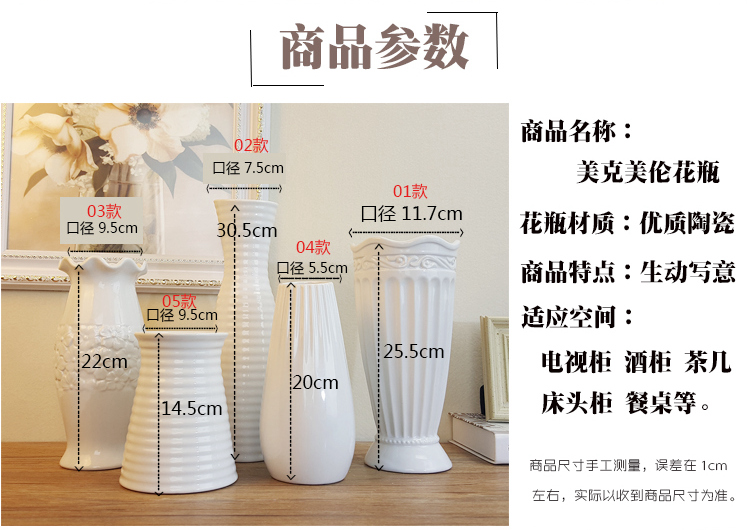 商品参数
02款
口径 7.5cm
01款
口径 11.7cm
03款
口径 9.5cm
30.5cm
04款
口径 5.5cm
05款
口径 9.5cm
22cm
25.5cm
20cm
14.5cm
商品名称：
美克美伦花瓶
花瓶材质：优质陶瓷
商品特点：生动写意
适应空间：
电视柜 酒柜 茶几
床头柜 餐桌等。
商品尺寸手工测量，误差在 1cm
左右，实际以收到商品尺寸为准。